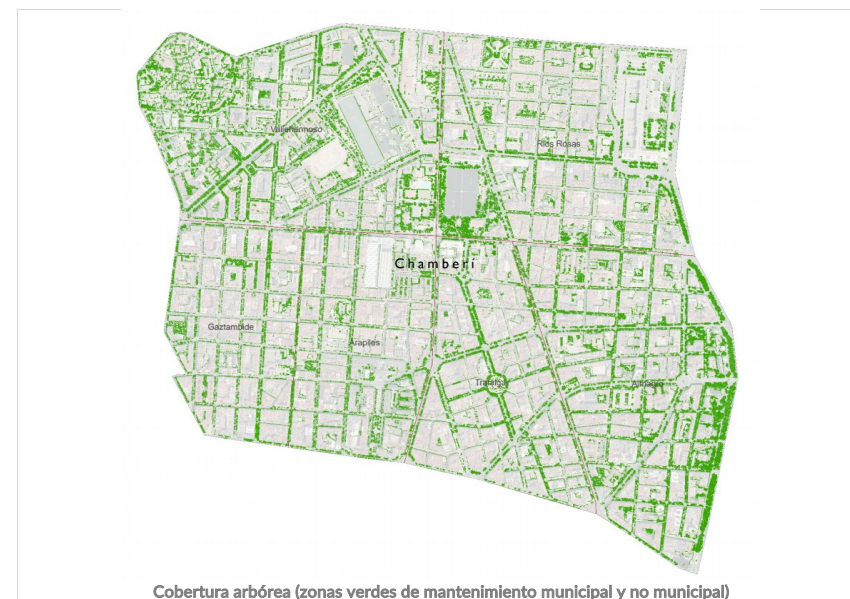 Vallehermoso
Ríos Rosas
Chamberí
Gaztambide
Arapiles
Trafalgar
Almagro
Cobertura arbórea (zonas verdes de mantenimiento municipal y no municipal)